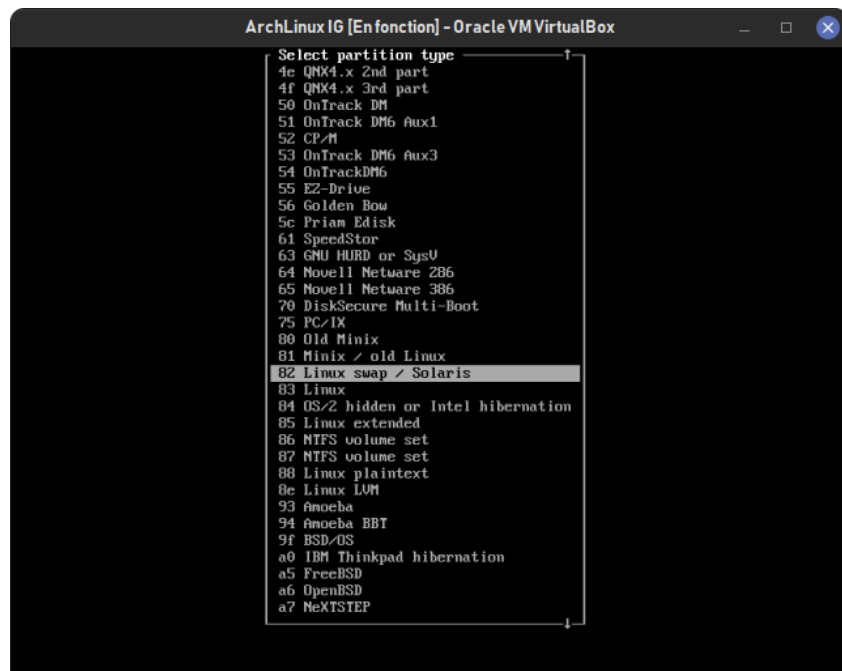 ArchLinux IG [En fonction] - Oracle VM VirtualBox
Select partition type
4e QNX4.x 2nd part
4f QNX4.x 3rd part
50 OnTrack DM
51 OnTrack DM6 Aux1
52 CP/M
53 OnTrack DM6 Aux3
54 OnTrackDM6
55 EZ-Drive
56 Golden Bow
5c Priam Edisk
61 SpeedStor
63 GNU HURD or SysV
64 Novell Netware 286
65 Novell Netware 386
70 DiskSecure Multi-Boot
75 PC/IX
80 Old Minix
81 Minix / old Linux
82 Linux swap / Solaris
83 Linux
84 OS/2 hidden or Intel hibernation
85 Linux extended
86 NTFS volume set
87 NTFS volume set
88 Linux plaintext
8e Linux LVM
93 Amoeba
94 Amoeba BBT
9f BSD/OS
a0 IBM Thinkpad hibernation
a5 FreeBSD
a6 OpenBSD
a7 NeXTSTEP